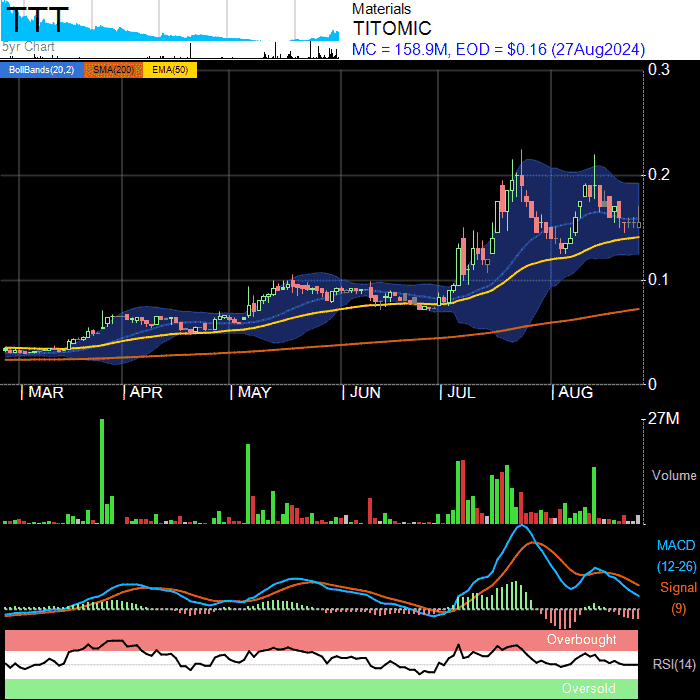 TTT
5yr Chart
Materials
TITOMIC
MC = 158.9M, EOD = $0.16 (27Aug2024)
BollBands(20,2) SMA(200) EMA(50)
0.3
0.2
0.1
0
MAR APR MAY JUN JUL AUG
27M
Volume
MACD
(12-26)
Signal
(9)
Overbought
RSI(14)
Oversold